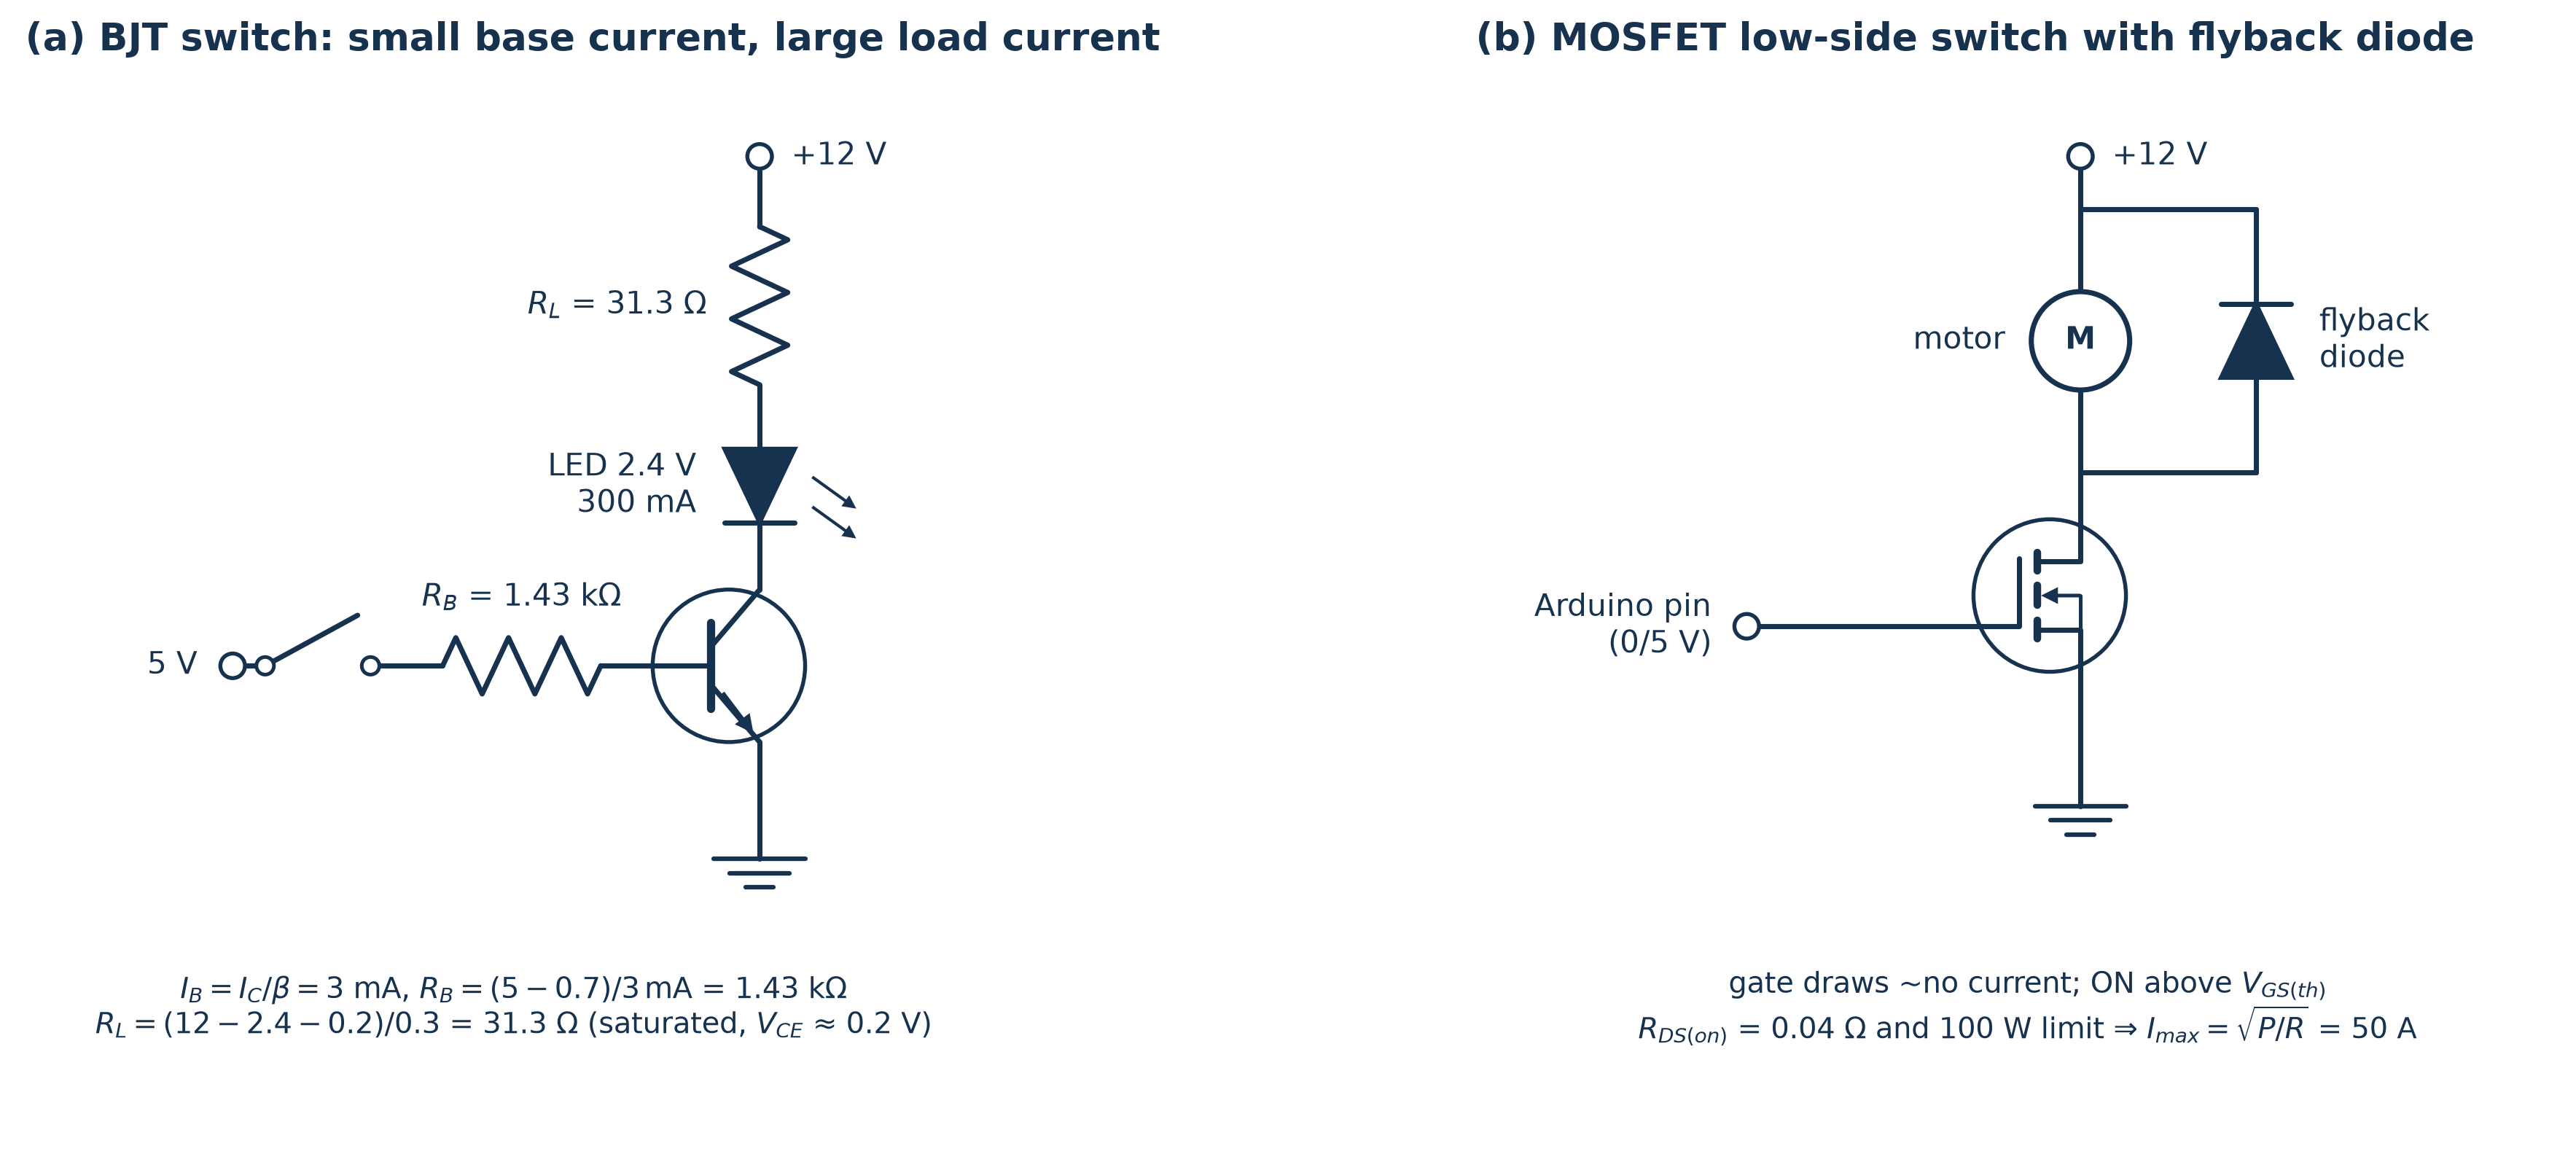 (a) BJT switch: small base current, large load current
+12 V
R_L = 31.3 Ω
LED 2.4 V
300 mA
R_B = 1.43 kΩ
5 V
I_B = I_C/β = 3 mA, R_B = (5 − 0.7)/3 mA = 1.43 kΩ
R_L = (12 − 2.4 − 0.2)/0.3 = 31.3 Ω (saturated, V_CE ≈ 0.2 V)
(b) MOSFET low-side switch with flyback diode
+12 V
motor
M
flyback
diode
Arduino pin
(0/5 V)
gate draws ~no current; ON above V_GS(th)
R_DS(on) = 0.04 Ω and 100 W limit ⇒ I_max = √P/R = 50 A